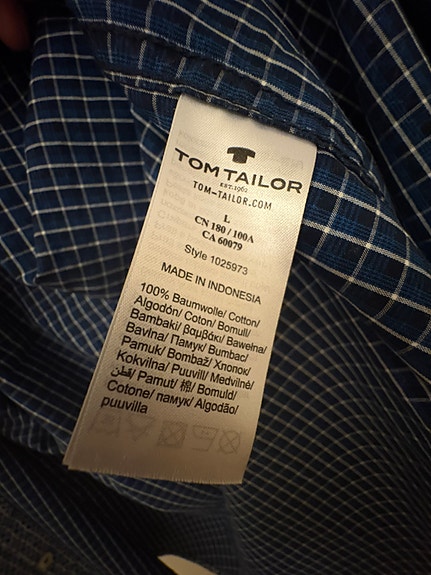 TOM TAILOR
EST. 1962
TOM-TAILOR.COM
L
CN 180 / 100A
CA 60079
Style 1025973
MADE IN INDONESIA
100% Baumwolle/ Cotton/
Algodón/ Coton/ Bomull/
Bambaki/ βαμβάκι/ Bawełna/
Bavlna/ Памук/ Bumbac/
Pamuk/ Bombaž/ Хлопок/
Kokvilna/ Puuvill/ Medvilnė/
قطن/ Pamut/ 棉/ Bomuld/
Cotone/ памук/ Algodão/
puuvilla